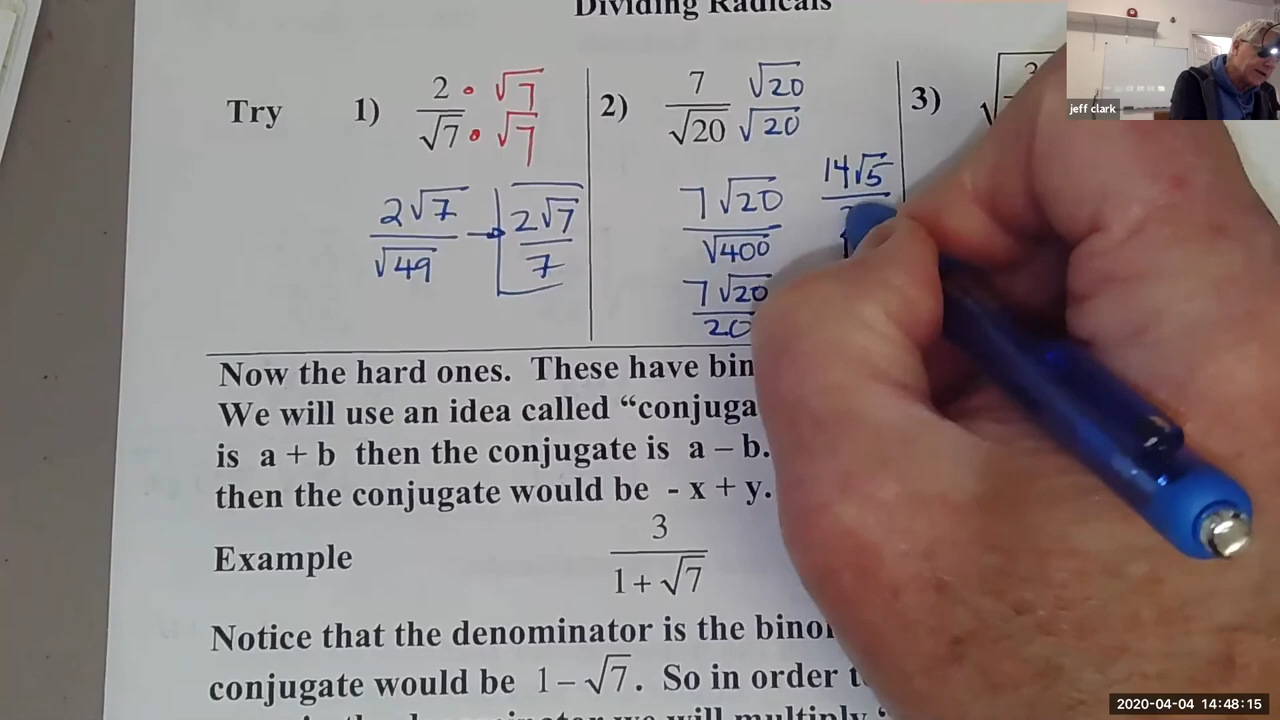 Dividing Radicals
Try 1) 2/√7 · √7/√7 2) 7/√20 √20/√20 3)
2√7/√49 → 2√7/7
7√20/√400 14√5
7√20/20
Now the hard ones. These have
We will use an idea called
is a + b then the conjugate is a – b.
then the conjugate would be - x + y.
Example 3/(1 + √7)
Notice that the denominator is the
conjugate would be 1 – √7. So in order
we will multiply
jeff clark
2020-04-04 14:48:15